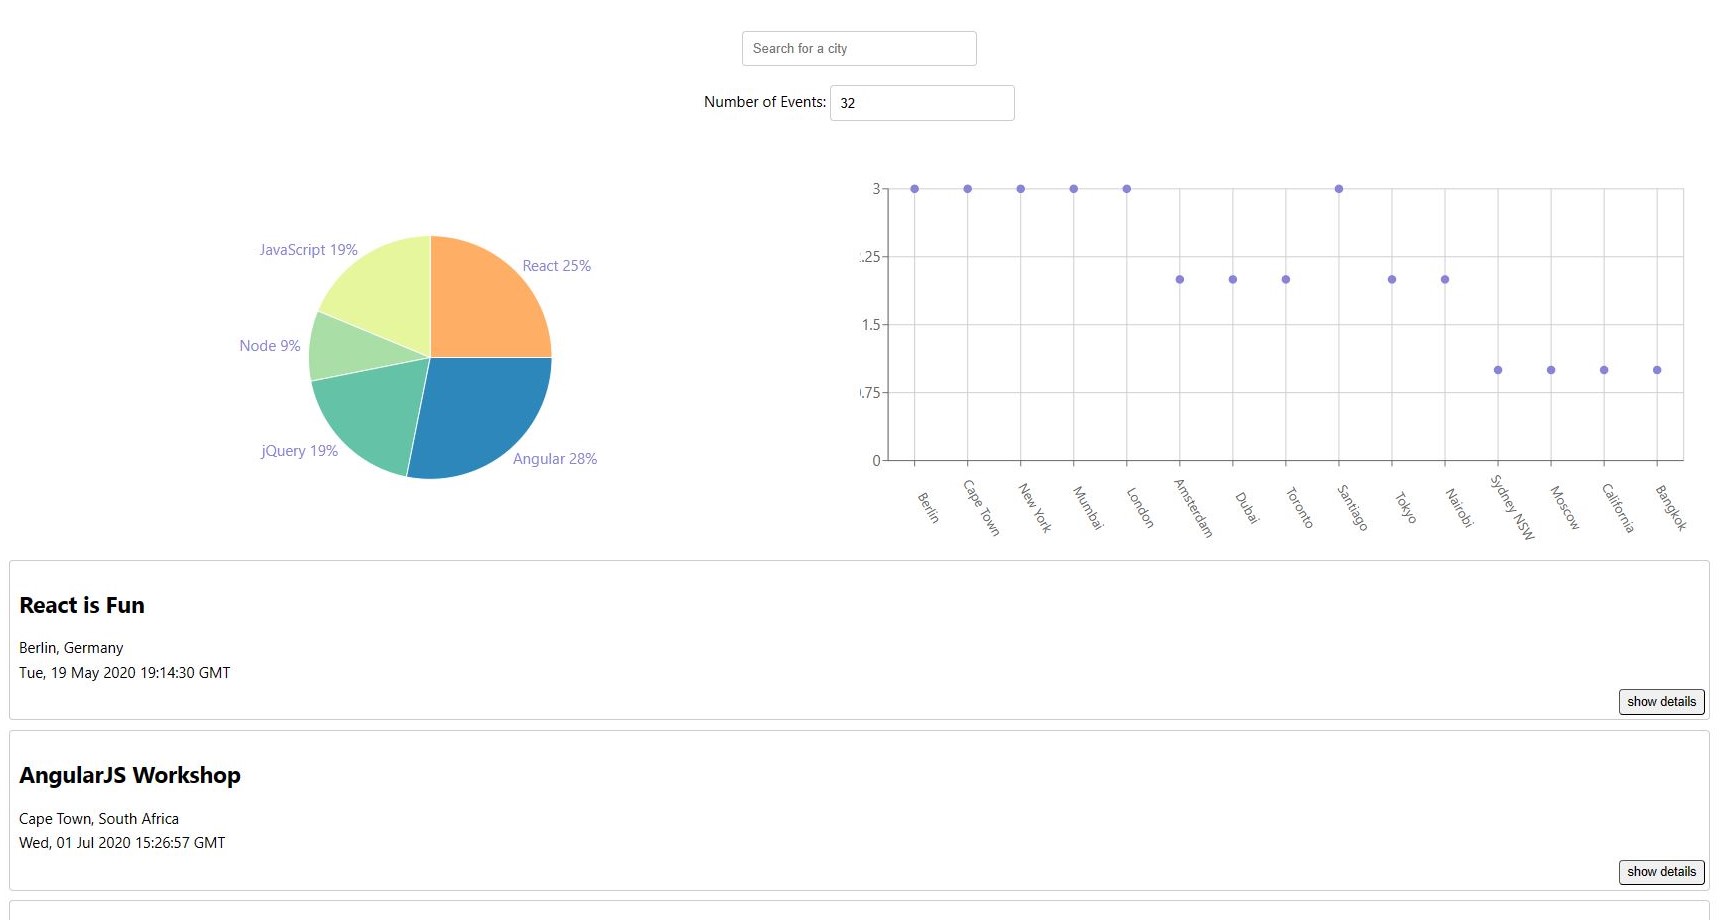 Search for a city
Number of Events: 32
JavaScript 19%
React 25%
Node 9%
jQuery 19%
Angular 28%
3
.25
1.5
.75
0
Berlin
Cape Town
New York
Mumbai
London
Amsterdam
Dubai
Toronto
Santiago
Tokyo
Nairobi
Sydney NSW
Moscow
California
Bangkok
React is Fun
Berlin, Germany
Tue, 19 May 2020 19:14:30 GMT
show details
AngularJS Workshop
Cape Town, South Africa
Wed, 01 Jul 2020 15:26:57 GMT
show details